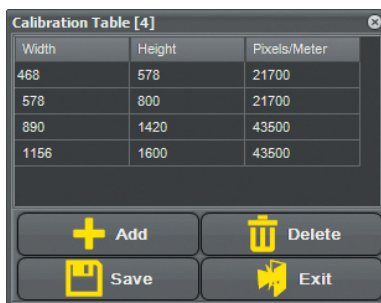 Calibration Table [4]
Width Height Pixels/Meter
468 578 21700
578 800 21700
890 1420 43500
1156 1600 43500
Add Delete
Save Exit